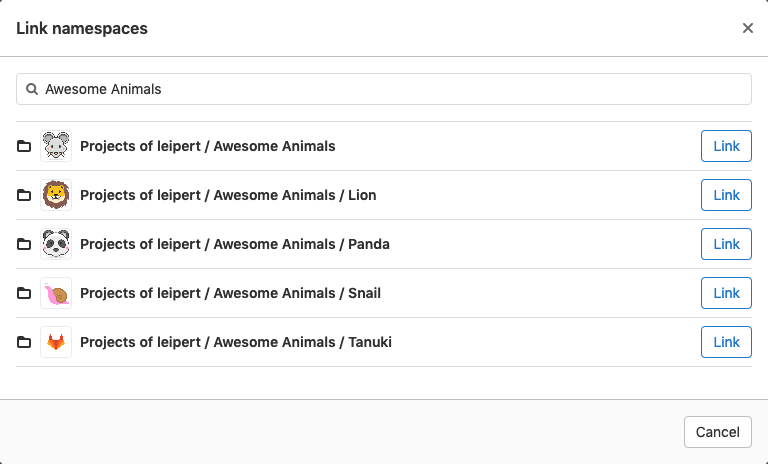 Link namespaces
Awesome Animals
Projects of leipert / Awesome Animals
Link
Projects of leipert / Awesome Animals / Lion
Link
Projects of leipert / Awesome Animals / Panda
Link
Projects of leipert / Awesome Animals / Snail
Link
Projects of leipert / Awesome Animals / Tanuki
Link
Cancel